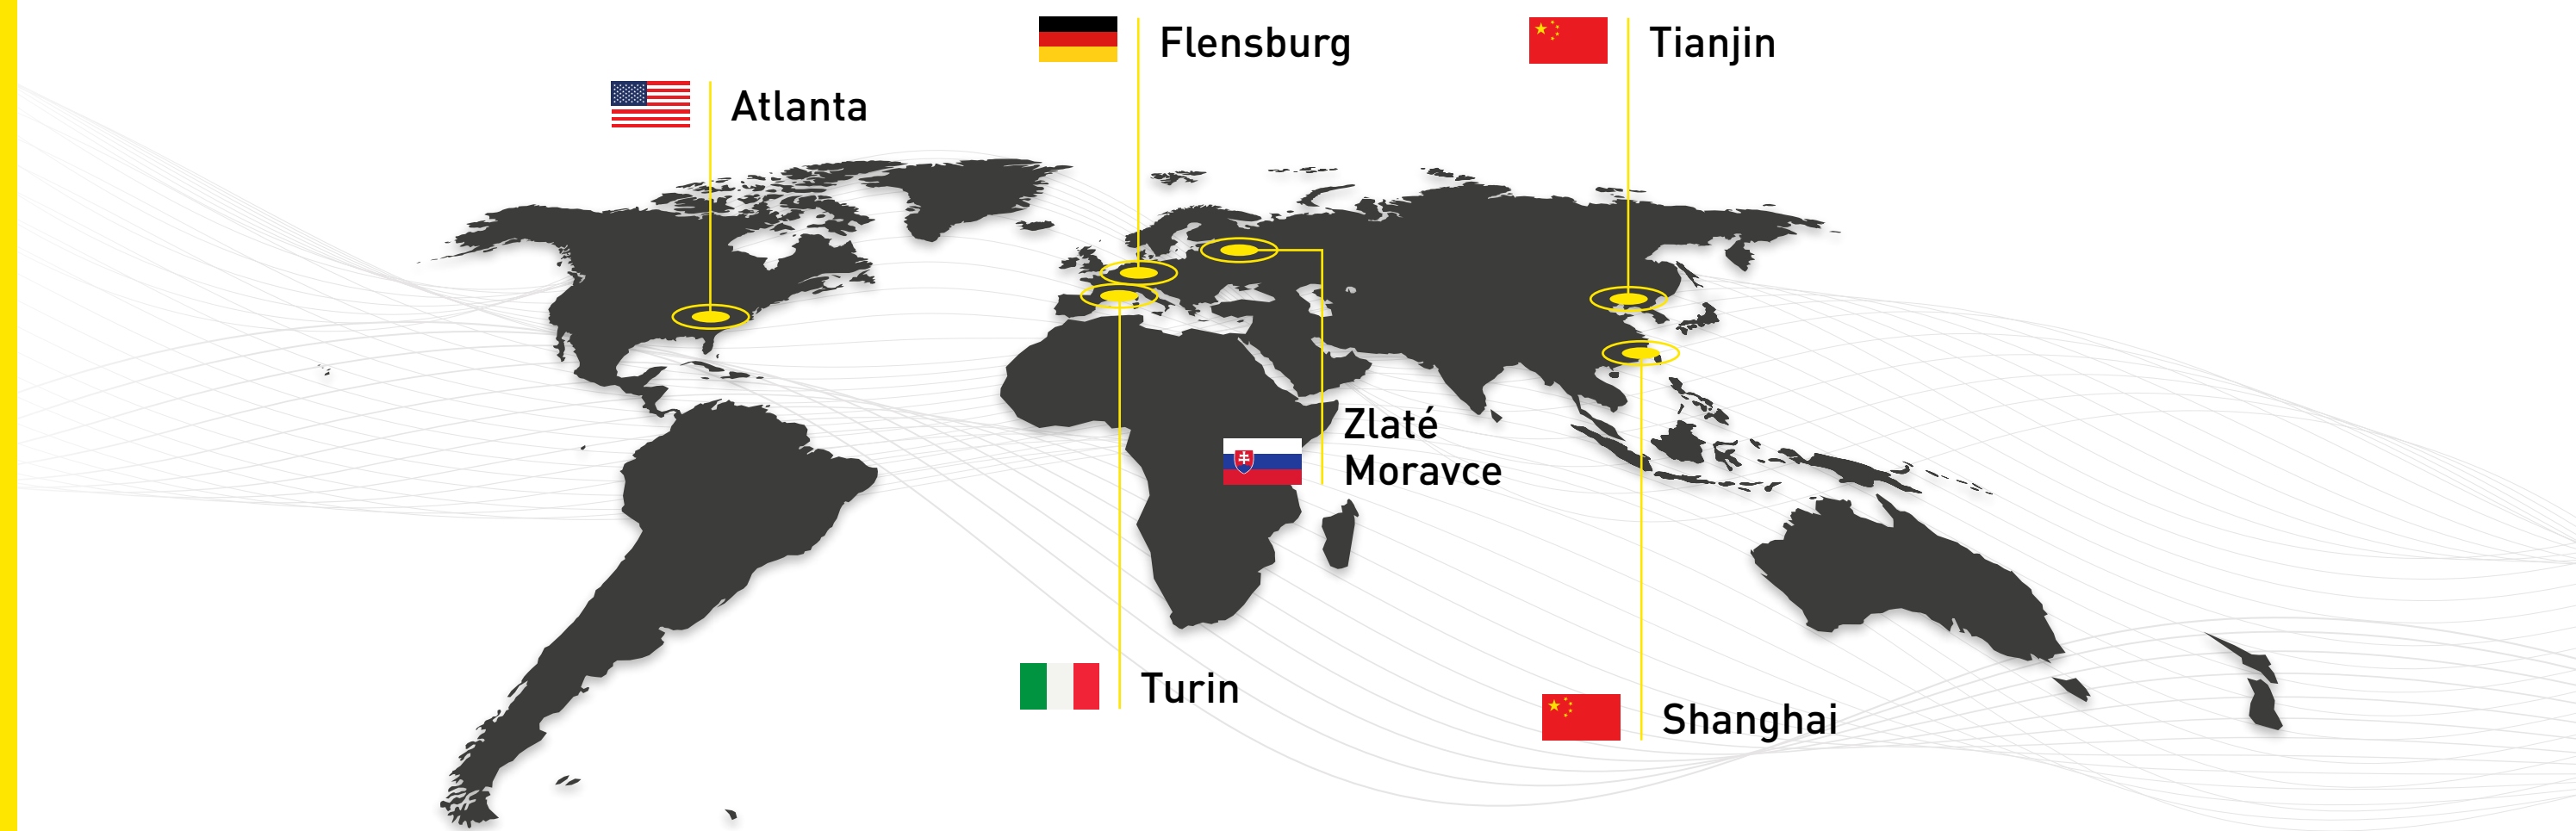 Flensburg
Tianjin
Atlanta
Zlaté
Moravce
Turin
Shanghai